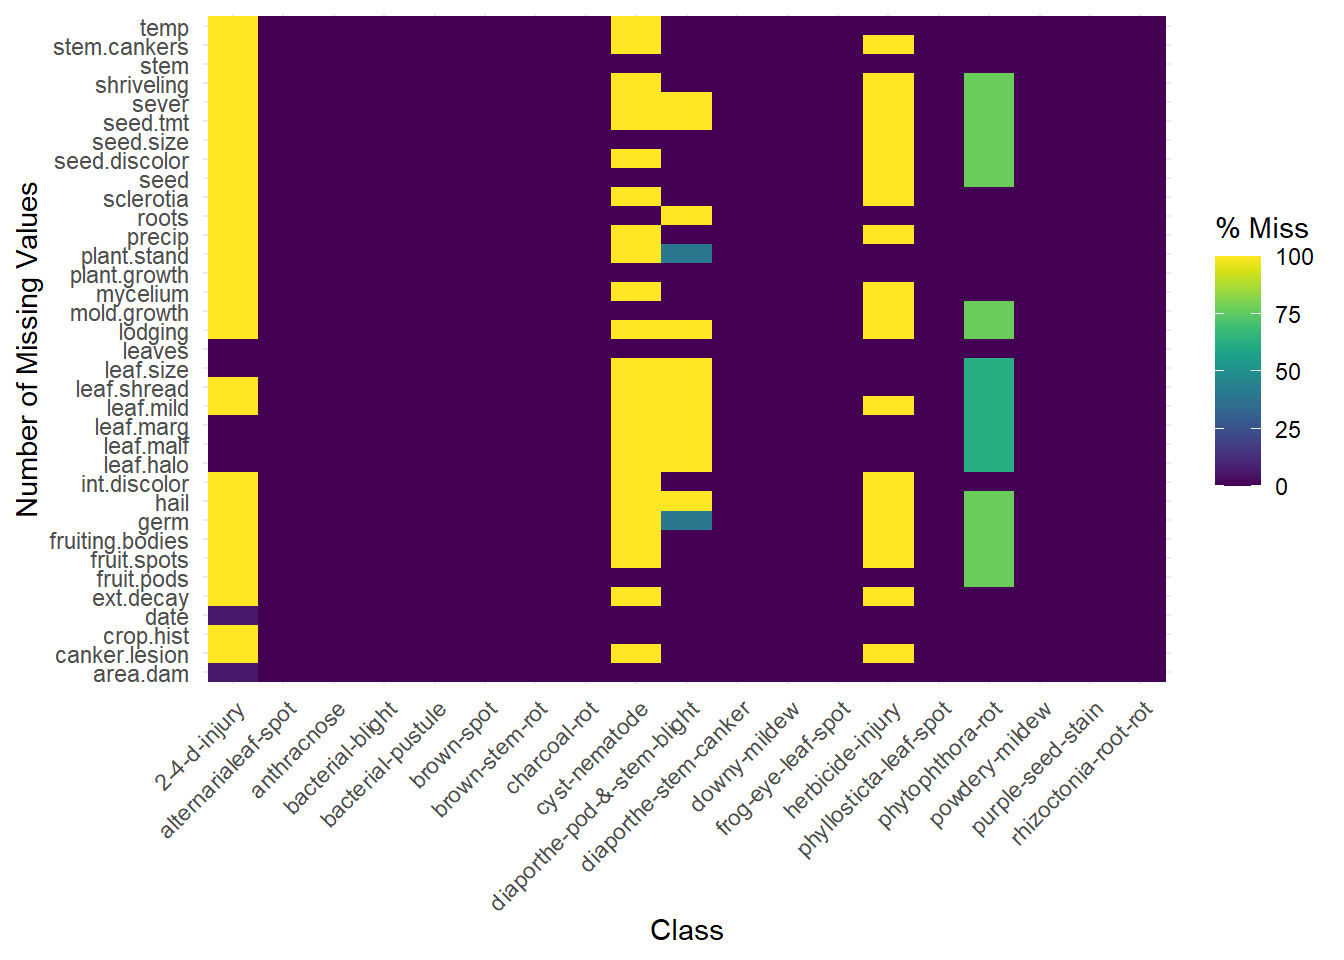 temp
stem.cankers
stem
shriveling
sever
seed.tmt
seed.size
seed.discolor
seed
sclerotia
roots
precip
plant.stand
plant.growth
mycelium
mold.growth
lodging
leaves
leaf.size
leaf.shread
leaf.mild
leaf.marg
leaf.malf
leaf.halo
int.discolor
hail
germ
fruiting.bodies
fruit.spots
fruit.pods
ext.decay
date
crop.hist
canker.lesion
area.dam
Number of Missing Values
2-4-d-injury
alternarialeaf-spot
anthracnose
bacterial-blight
bacterial-pustule
brown-spot
brown-stem-rot
charcoal-rot
cyst-nematode
diaporthe-pod-&-stem-blight
diaporthe-stem-canker
downy-mildew
frog-eye-leaf-spot
herbicide-injury
phyllosticta-leaf-spot
phytophthora-rot
powdery-mildew
purple-seed-stain
rhizoctonia-root-rot
Class
% Miss
100
75
50
25
0